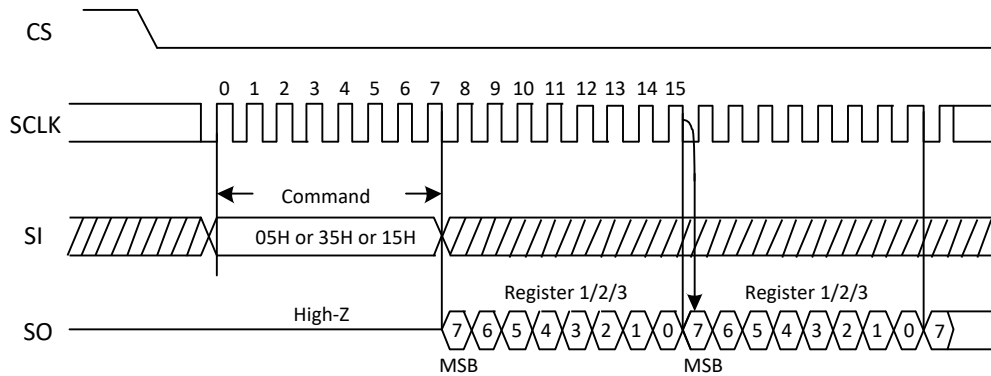 CS
0 1 2 3 4 5 6 7 8 9 10 11 12 13 14 15
SCLK
Command
SI
05H or 35H or 15H
Register 1/2/3 Register 1/2/3
High-Z
SO
7 6 5 4 3 2 1 0 7 6 5 4 3 2 1 0 7
MSB MSB